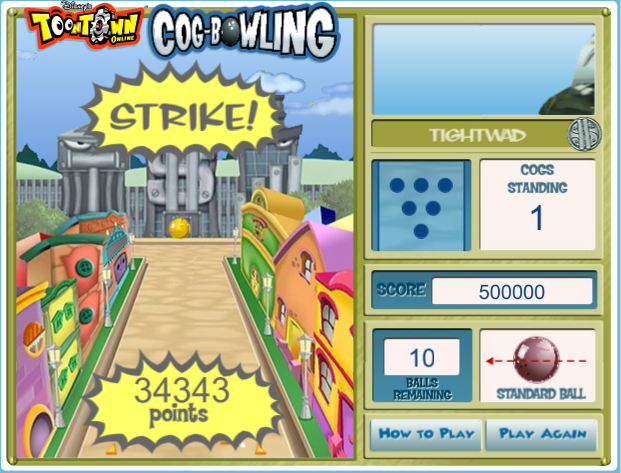 Disney's
TOONTOWN
ONLINE
COG-BOWLING
STRIKE!
TIGHTWAD
COGS
STANDING
1
SCORE
500000
10
BALLS
REMAINING
STANDARD BALL
34343
points
HOW TO PLAY
PLAY AGAIN